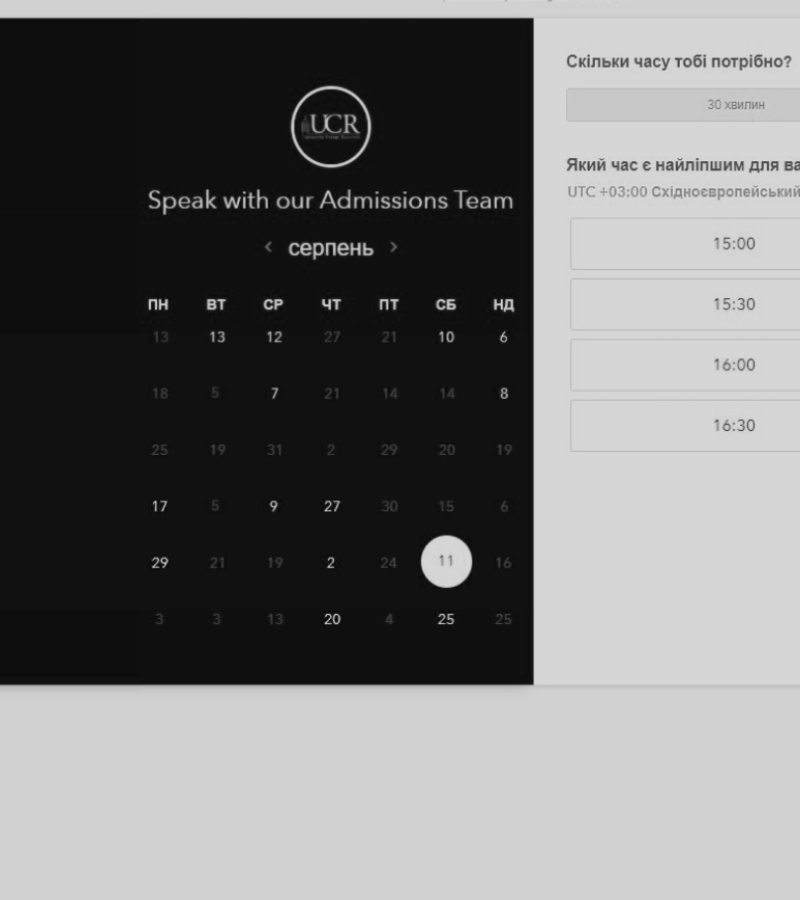 UCR
Speak with our Admissions Team
серпень
ПН ВТ СР ЧТ ПТ СБ НД
13 13 12 27 21 10 6
18 5 7 21 14 14 8
25 19 31 2 29 20 19
17 5 9 27 30 15 6
29 21 19 2 24 11 16
3 3 13 20 4 25 25
Скільки часу тобі потрібно?
30 хвилин
Який час є найліпшим для ва
UTC +03:00 Східноєвропейський
15:00
15:30
16:00
16:30